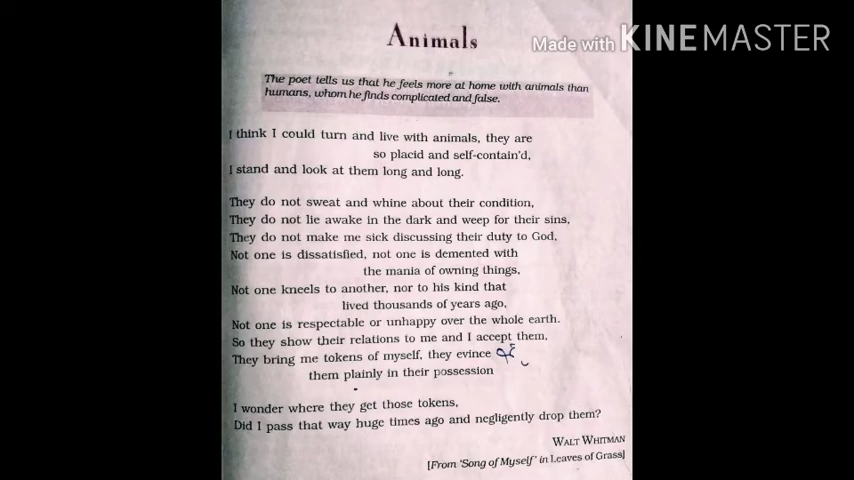 Made with KINEMASTER
Animals
The poet tells us that he feels more at home with animals than
humans, whom he finds complicated and false.
I think I could turn and live with animals, they are
so placid and self-contain'd,
I stand and look at them long and long.
They do not sweat and whine about their condition,
They do not lie awake in the dark and weep for their sins,
They do not make me sick discussing their duty to God,
Not one is dissatisfied, not one is demented with
the mania of owning things,
Not one kneels to another, nor to his kind that
lived thousands of years ago,
Not one is respectable or unhappy over the whole earth.
So they show their relations to me and I accept them,
They bring me tokens of myself, they evince
them plainly in their possession
I wonder where they get those tokens,
Did I pass that way huge times ago and negligently drop them?
WALT WHITMAN
[From 'Song of Myself' in Leaves of Grass]